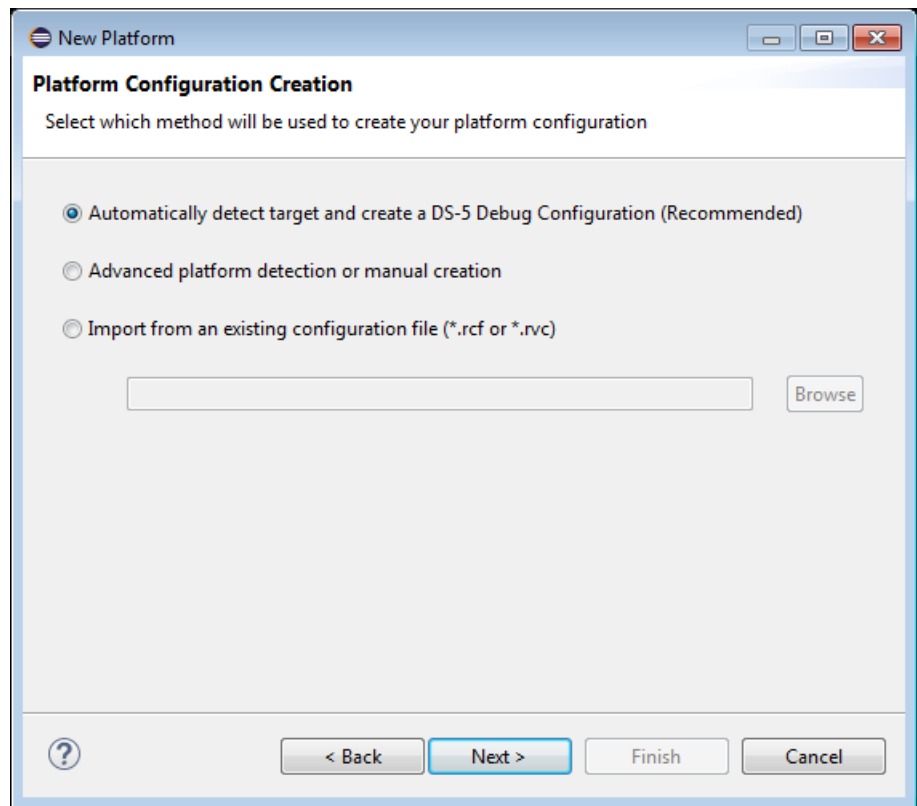 New Platform
Platform Configuration Creation
Select which method will be used to create your platform configuration
Automatically detect target and create a DS-5 Debug Configuration (Recommended)
Advanced platform detection or manual creation
Import from an existing configuration file (*.rcf or *.rvc)
Browse
?
< Back
Next >
Finish
Cancel